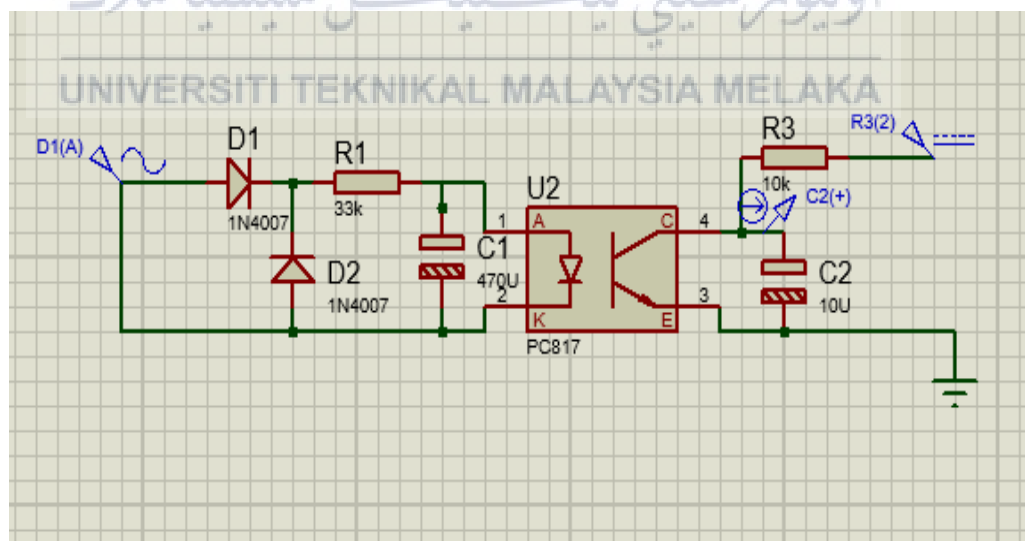 UNIVERSITI TEKNIKAL MALAYSIA MELAKA
D1(A)
D1
1N4007
R1
33k
D2
1N4007
C1
470U
U2
1
A
2
K
C
4
E
3
PC817
R3
10k
R3(2)
C2(+)
C2
10U